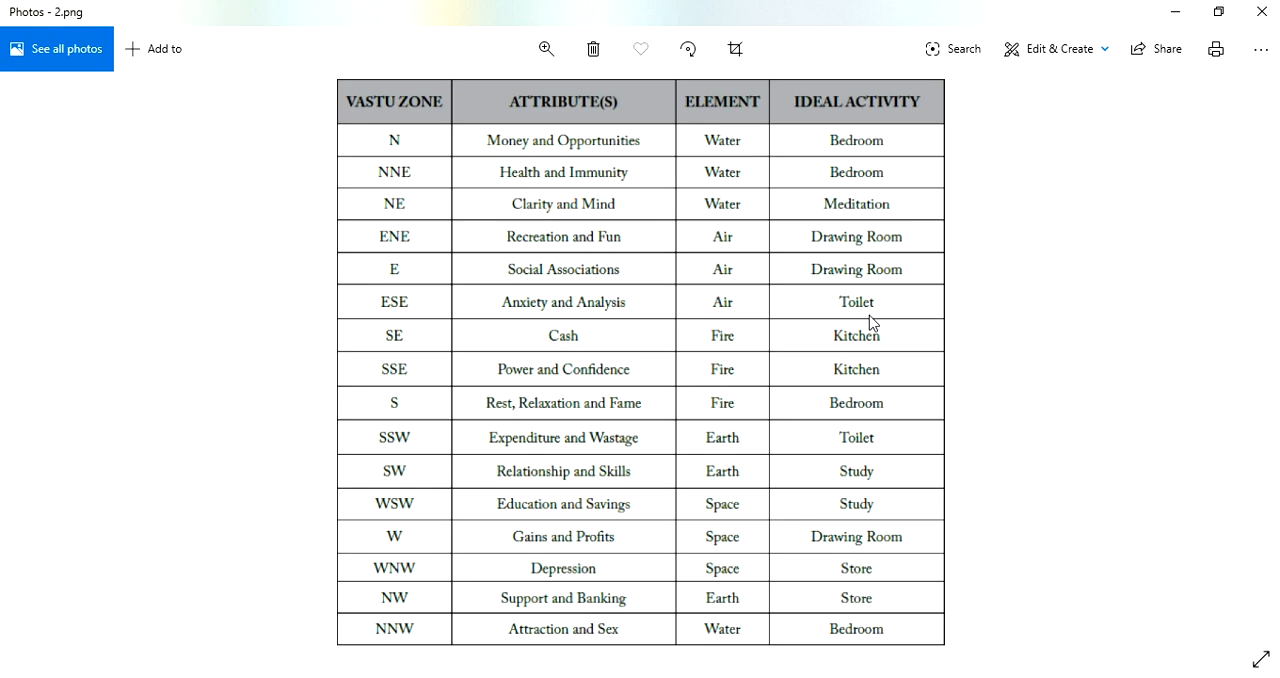 Photos - 2.png
See all photos Add to Search Edit & Create Share
VASTU ZONE ATTRIBUTE(S) ELEMENT IDEAL ACTIVITY
N Money and Opportunities Water Bedroom
NNE Health and Immunity Water Bedroom
NE Clarity and Mind Water Meditation
ENE Recreation and Fun Air Drawing Room
E Social Associations Air Drawing Room
ESE Anxiety and Analysis Air Toilet
SE Cash Fire Kitchen
SSE Power and Confidence Fire Kitchen
S Rest, Relaxation and Fame Fire Bedroom
SSW Expenditure and Wastage Earth Toilet
SW Relationship and Skills Earth Study
WSW Education and Savings Space Study
W Gains and Profits Space Drawing Room
WNW Depression Space Store
NW Support and Banking Earth Store
NNW Attraction and Sex Water Bedroom